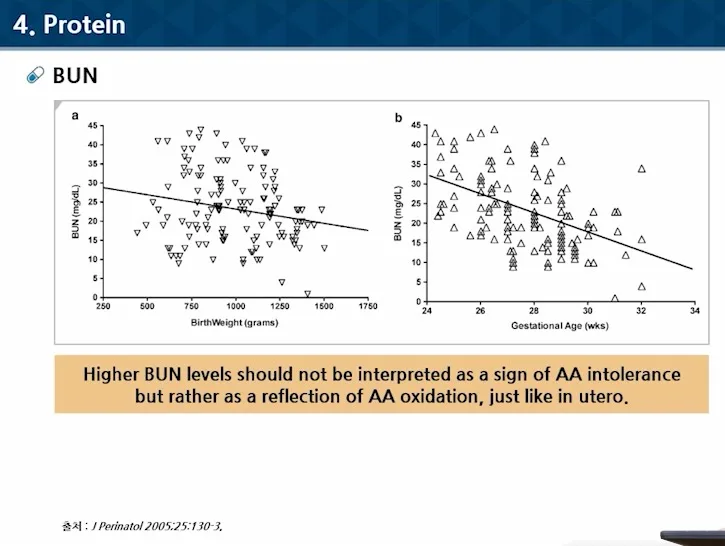 4. Protein
BUN
a
45
40
35
30
25
20
15
10
5
0
BUN (mg/dL)
250 500 750 1000 1250 1500 1750
BirthWeight (grams)
b
45
40
35
30
25
20
15
10
5
0
BUN (mg/dL)
24 26 28 30 32 34
Gestational Age (wks)
Higher BUN levels should not be interpreted as a sign of AA intolerance
but rather as a reflection of AA oxidation, just like in utero.
출처 : J Perinatol 2005;25:130-3.